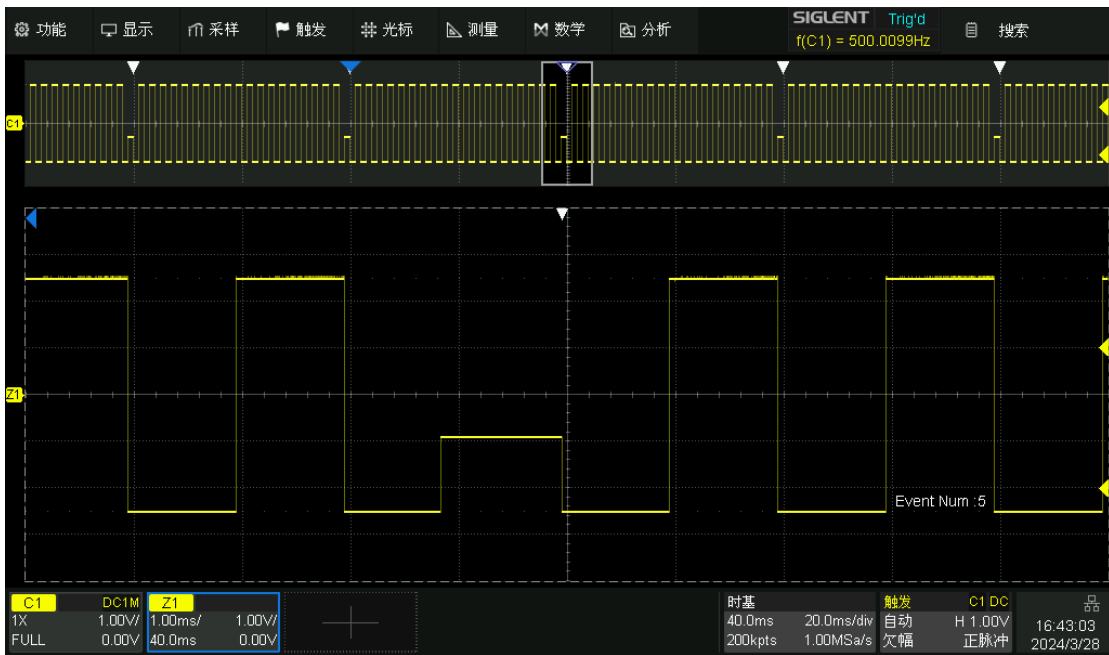 功能 显示 采样 触发 光标 测量 数学 分析 SIGLENT Trig'd 搜索
f(C1) = 500.0099Hz
C1
Z1
Event Num :5
C1 DC1M Z1 时基 触发 C1 DC
1X 1.00V/ 1.00ms/ 1.00V/ 40.0ms 20.0ms/div 自动 H 1.00V 16:43:03
FULL 0.00V 40.0ms 0.00V 200kpts 1.00MSa/s 欠幅 正脉冲 2024/3/28